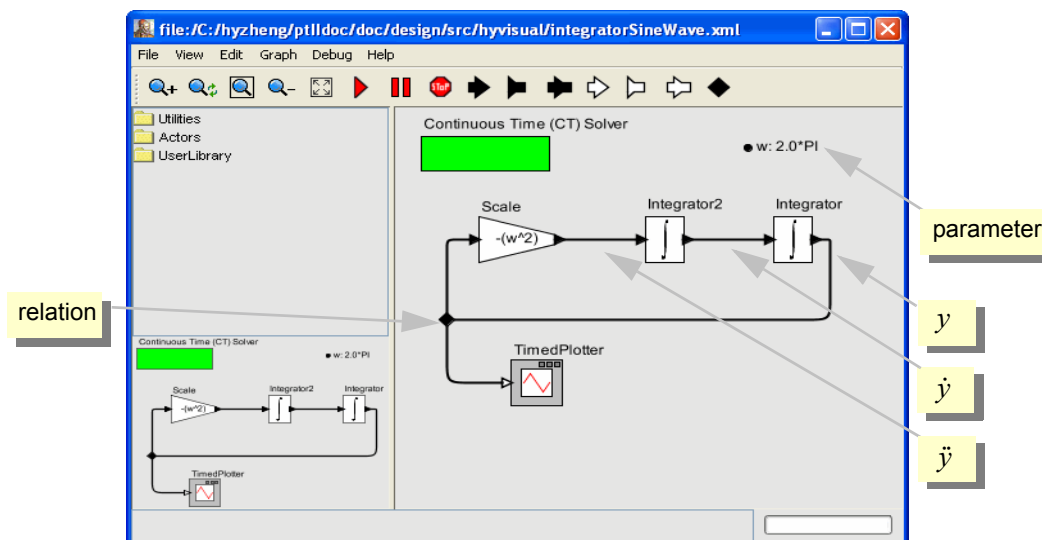 file:/C:/hyzheng/ptIIdoc/doc/design/src/hyvisual/integratorSineWave.xml
File View Edit Graph Debug Help
STOP
Utilities
Actors
UserLibrary
Continuous Time (CT) Solver
w: 2.0*PI
parameter
Scale
Integrator2
Integrator
-(w^2)
∫
∫
relation
y
TimedPlotter
ẏ
ÿ
Continuous Time (CT) Solver
w: 2.0*PI
Scale
Integrator2
Integrator
-(w^2)
∫
∫
TimedPlotter